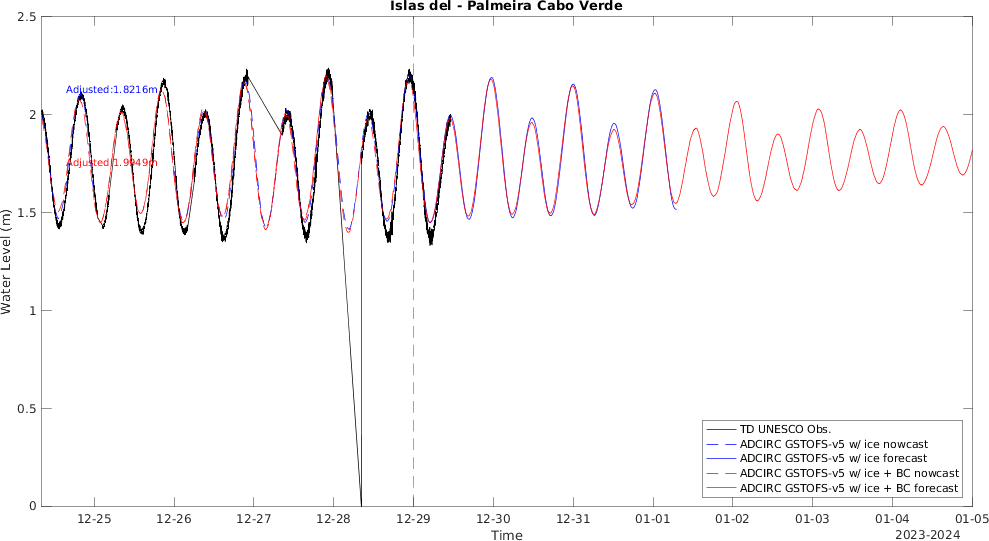 Islas del - Palmeira Cabo Verde
2.5
2
1.5
1
0.5
0
Water Level (m)
Adjusted:1.8216m
Adjusted:1.9949m
TD UNESCO Obs.
ADCIRC GSTOFS-v5 w/ ice nowcast
ADCIRC GSTOFS-v5 w/ ice forecast
ADCIRC GSTOFS-v5 w/ ice + BC nowcast
ADCIRC GSTOFS-v5 w/ ice + BC forecast
12-25 12-26 12-27 12-28 12-29 12-30 12-31 01-01 01-02 01-03 01-04 01-05
Time
2023-2024